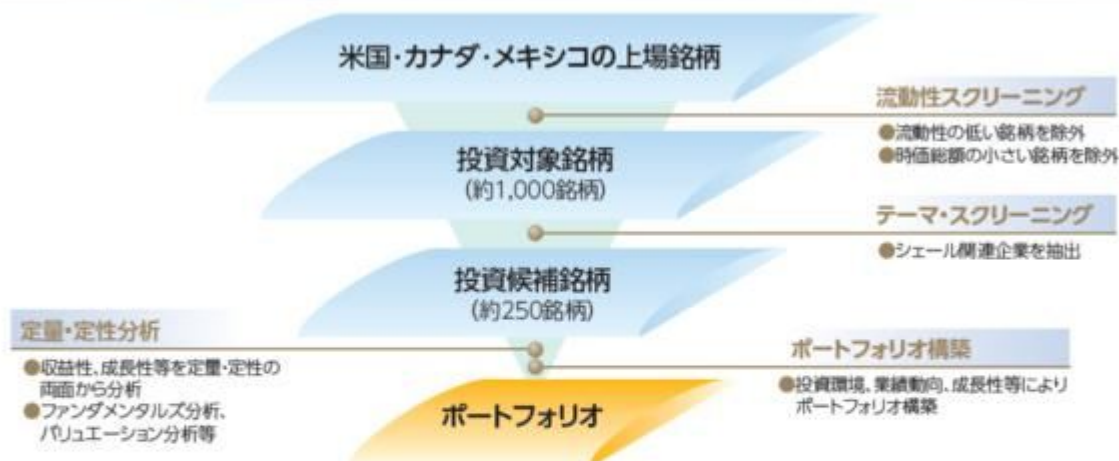 米国・カナダ・メキシコの上場銘柄
流動性スクリーニング
●流動性の低い銘柄を除外
●時価総額の小さい銘柄を除外
投資対象銘柄
(約1,000銘柄)
テーマ・スクリーニング
●シェール関連企業を抽出
投資候補銘柄
(約250銘柄)
定量・定性分析
●収益性、成長性等を定量・定性の
両面から分析
●ファンダメンタルズ分析、
バリュエーション分析等
ポートフォリオ構築
●投資環境、業績動向、成長性等により
ポートフォリオ構築
ポートフォリオ